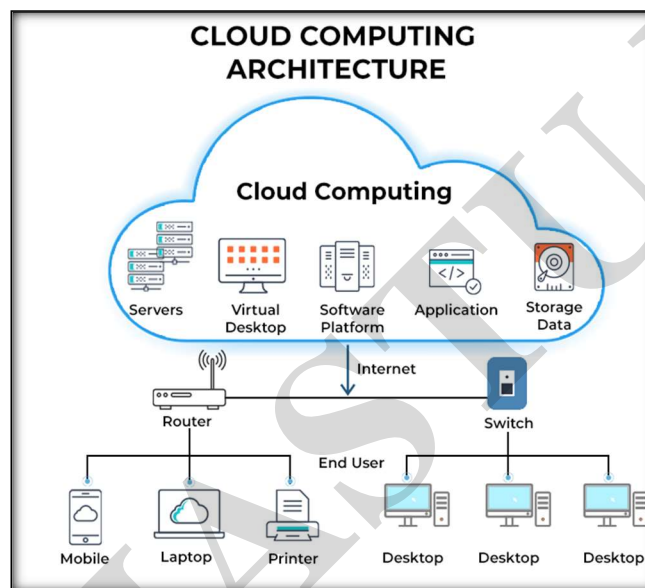 CLOUD COMPUTING
ARCHITECTURE
Cloud Computing
Servers
Virtual
Desktop
Software
Platform
Application
Storage
Data
Internet
Router
Switch
End User
Mobile
Laptop
Printer
Desktop
Desktop
Desktop